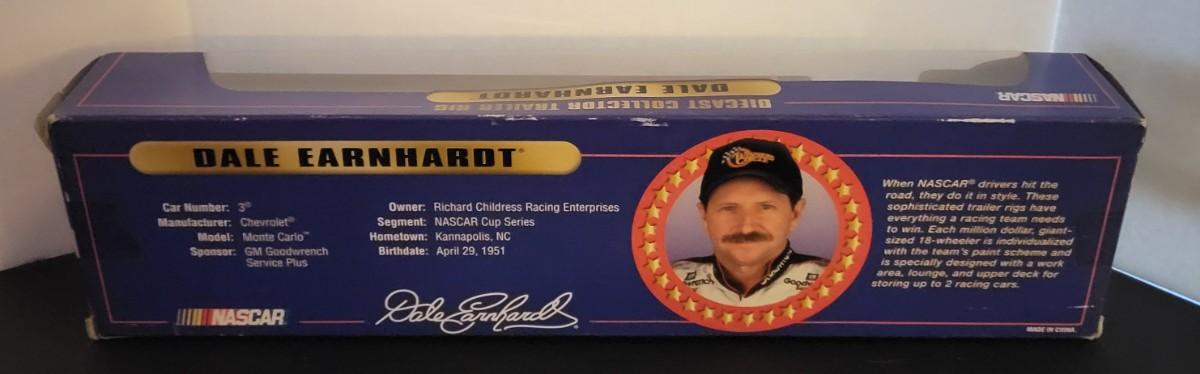 DIECAST COLLECTOR TRAILER RIG
DALE EARNHARDT
NASCAR
DALE EARNHARDT®
Car Number: 3®
Manufacturer: Chevrolet®
Model: Monte Carlo™
Sponsor: GM Goodwrench
Service Plus
Owner: Richard Childress Racing Enterprises
Segment: NASCAR Cup Series
Hometown: Kannapolis, NC
Birthdate: April 29, 1951
NASCAR
Dale Earnhardt
When NASCAR® drivers hit the
road, they do it in style. These
sophisticated trailer rigs have
everything a racing team needs
to win. Each million dollar, giant-
sized 18-wheeler is individualized
with the team's paint scheme and
is specially designed with a work
area, lounge, and upper deck for
storing up to 2 racing cars.
MADE IN CHINA.